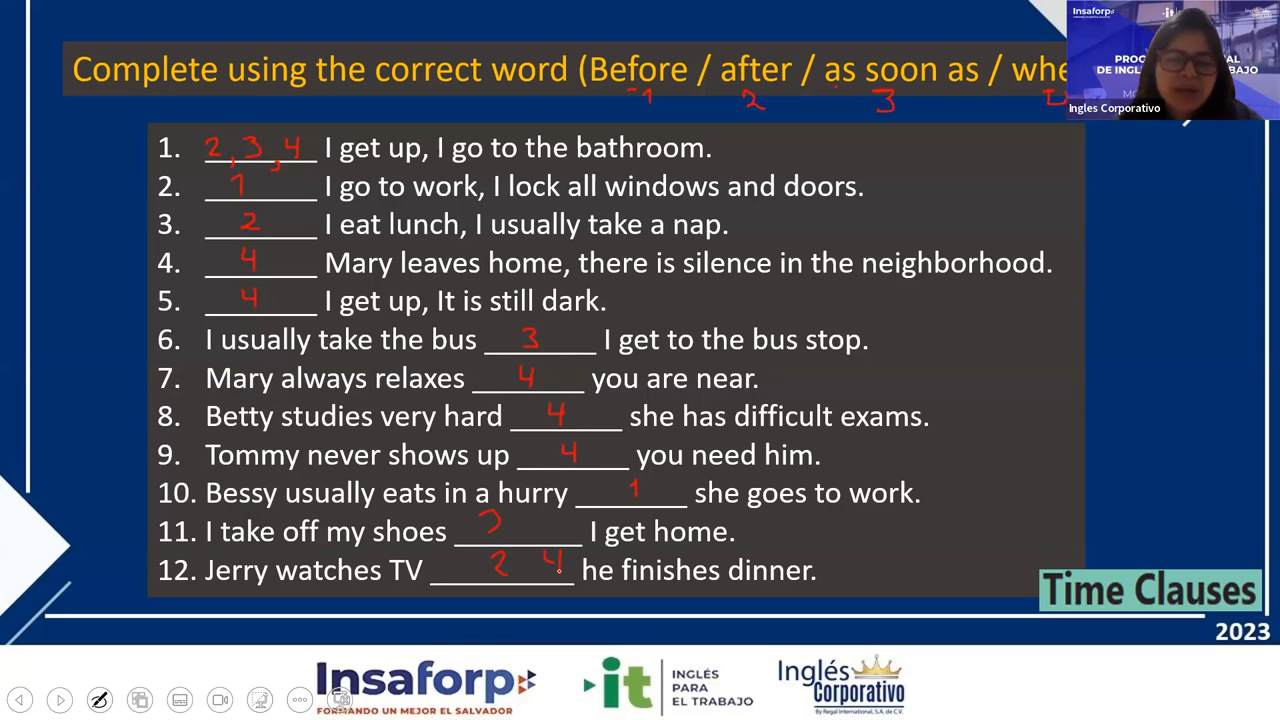 Complete using the correct word (Before / after / as soon as / whe
1 2 3
1. 2, 3, 4 I get up, I go to the bathroom.
2. 1 I go to work, I lock all windows and doors.
3. 2 I eat lunch, I usually take a nap.
4. 4 Mary leaves home, there is silence in the neighborhood.
5. 4 I get up, It is still dark.
6. I usually take the bus 3 I get to the bus stop.
7. Mary always relaxes 4 you are near.
8. Betty studies very hard 4 she has difficult exams.
9. Tommy never shows up 4 you need him.
10. Bessy usually eats in a hurry 1 she goes to work.
11. I take off my shoes I get home.
12. Jerry watches TV 2 4 he finishes dinner.
Time Clauses
2023
Insaforp
FORMANDO UN MEJOR EL SALVADOR
it
INGLÉS
PARA
EL TRABAJO
Inglés
Corporativo
By Regal International, S.A. de C.V.
Insaforp
it
Ingles Corporativo